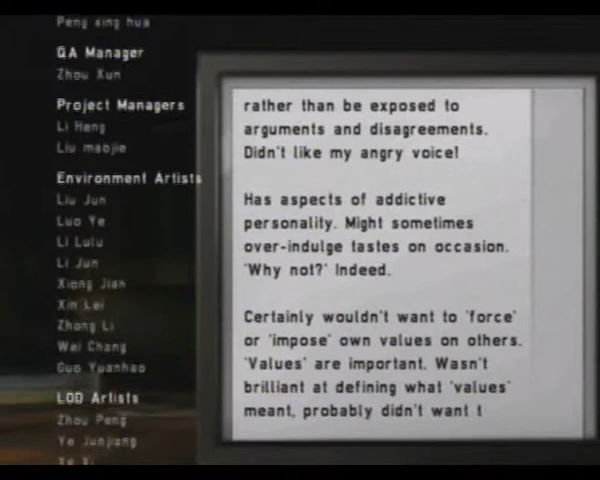 Peng xing hua
QA Manager
Zhou Xun
Project Managers
Li Heng
Liu maojie
Environment Artists
Liu Jun
Luo Ye
Li Lulu
Li Jun
Xiong Jian
Xin Lei
Zhong Li
Wei Chang
Guo Yuanhao
LOD Artists
Zhou Peng
Ye Junjiang
rather than be exposed to
arguments and disagreements.
Didn't like my angry voice!
Has aspects of addictive
personality. Might sometimes
over-indulge tastes on occasion.
'Why not?' Indeed.
Certainly wouldn't want to 'force'
or 'impose' own values on others.
'Values' are important. Wasn't
brilliant at defining what 'values'
meant, probably didn't want t